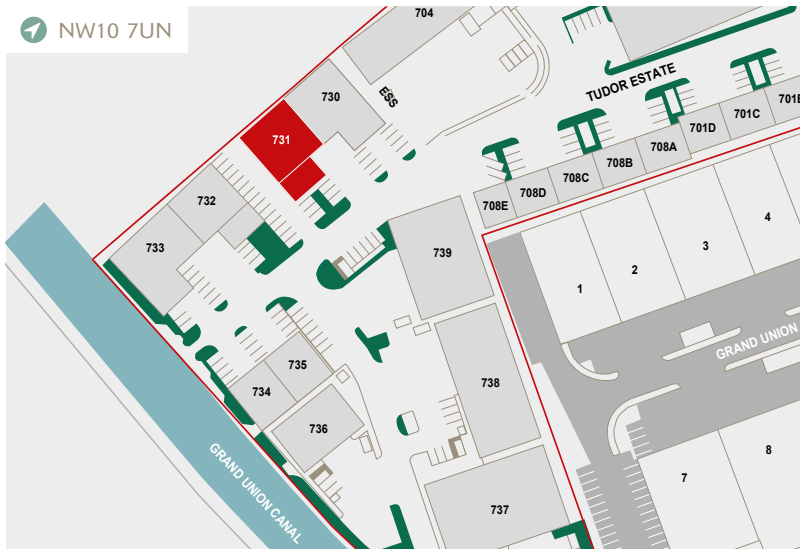 NW10 7UN
704
ESS
730
731
TUDOR ESTATE
701E
701C
701D
708A
708B
708C
708D
708E
732
733
739
4
3
2
1
GRAND UNION
735
734
738
736
737
7
8
GRAND UNION CANAL